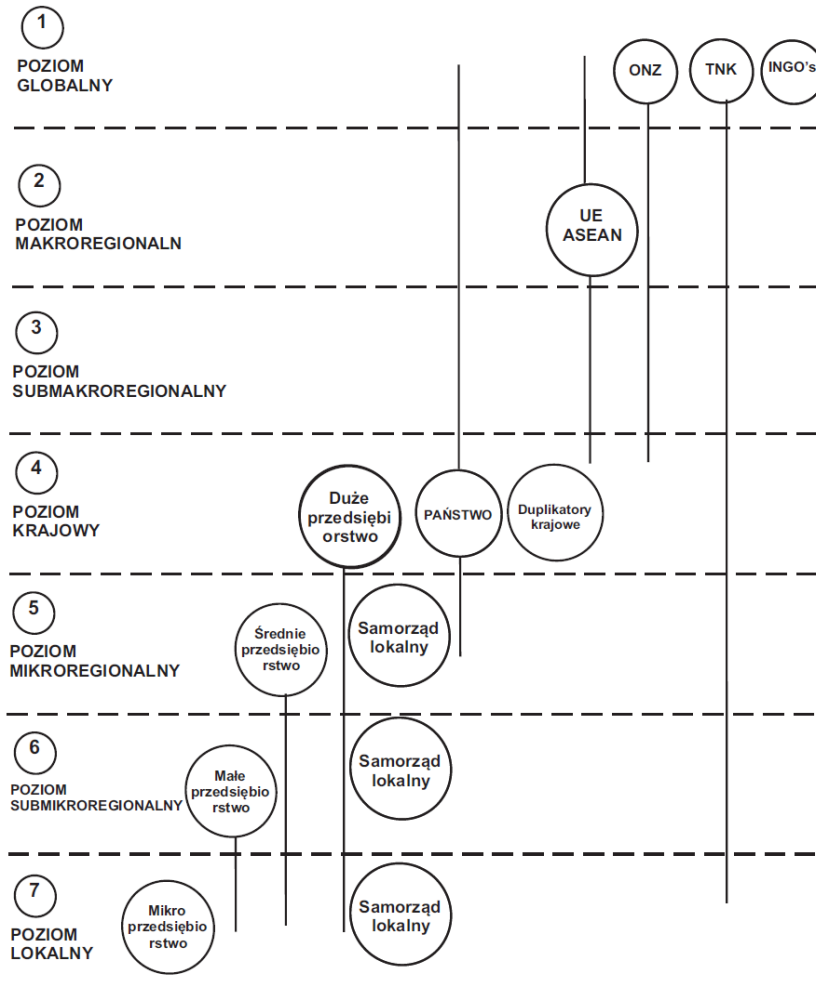 1
POZIOM
GLOBALNY
ONZ
TNK
INGO's
2
POZIOM
MAKROREGIONALN
UE
ASEAN
3
POZIOM
SUBMAKROREGIONALNY
4
POZIOM
KRAJOWY
Duże
przedsiębi
orstwo
PAŃSTWO
Duplikatory
krajowe
5
POZIOM
MIKROREGIONALNY
Średnie
przedsiębio
rstwo
Samorząd
lokalny
6
POZIOM
SUBMIKROREGIONALNY
Małe
przedsiębio
rstwo
Samorząd
lokalny
7
POZIOM
LOKALNY
Mikro
przedsiębio
rstwo
Samorząd
lokalny